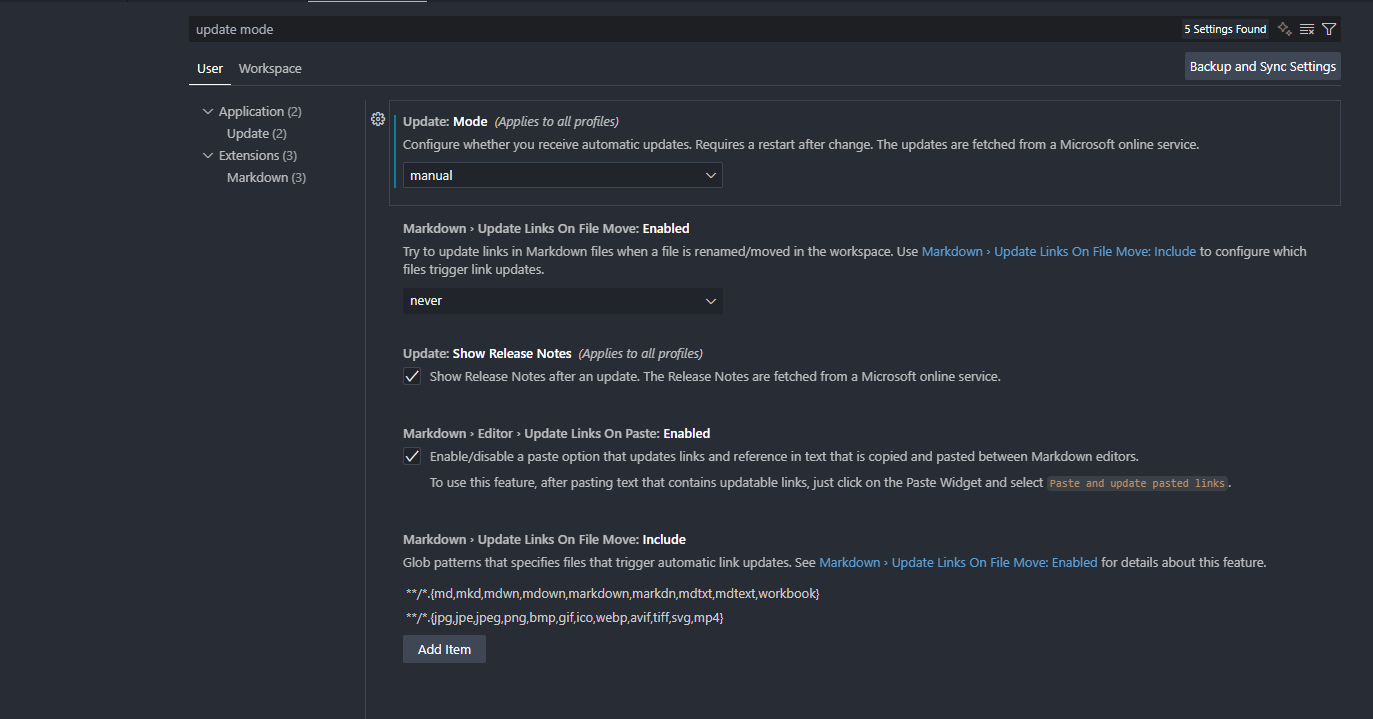 update mode
5 Settings Found
User Workspace
Backup and Sync Settings
Application (2)
Update (2)
Extensions (3)
Markdown (3)
Update: Mode (Applies to all profiles)
Configure whether you receive automatic updates. Requires a restart after change. The updates are fetched from a Microsoft online service.
manual
Markdown › Update Links On File Move: Enabled
Try to update links in Markdown files when a file is renamed/moved in the workspace. Use Markdown › Update Links On File Move: Include to configure which
files trigger link updates.
never
Update: Show Release Notes (Applies to all profiles)
Show Release Notes after an update. The Release Notes are fetched from a Microsoft online service.
Markdown › Editor › Update Links On Paste: Enabled
Enable/disable a paste option that updates links and reference in text that is copied and pasted between Markdown editors.
To use this feature, after pasting text that contains updatable links, just click on the Paste Widget and select Paste and update pasted links.
Markdown › Update Links On File Move: Include
Glob patterns that specifies files that trigger automatic link updates. See Markdown › Update Links On File Move: Enabled for details about this feature.
**/*.{md,mkd,mdwn,mdown,markdown,markdn,mdtxt,mdtext,workbook}
**/*.{jpg,jpe,jpeg,png,bmp,gif,ico,webp,avif,tiff,svg,mp4}
Add Item